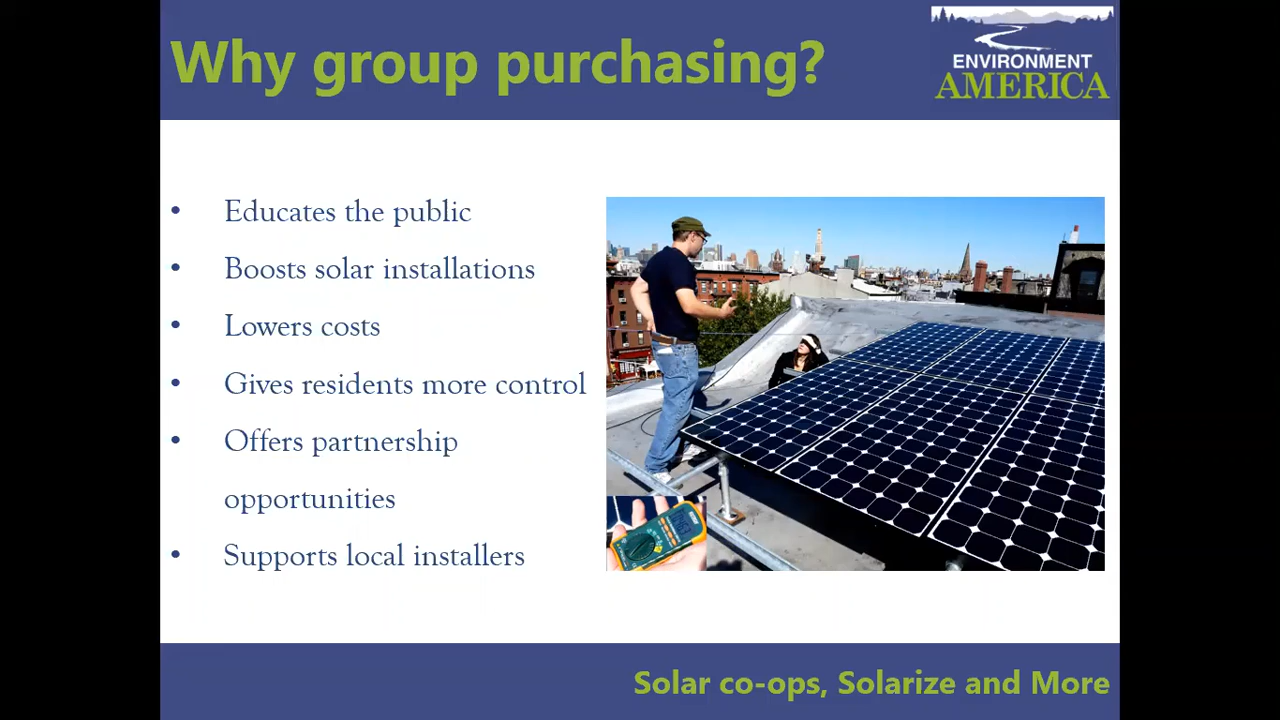 Why group purchasing?
ENVIRONMENT
AMERICA
• Educates the public
• Boosts solar installations
• Lowers costs
• Gives residents more control
• Offers partnership
opportunities
• Supports local installers
Solar co-ops, Solarize and More